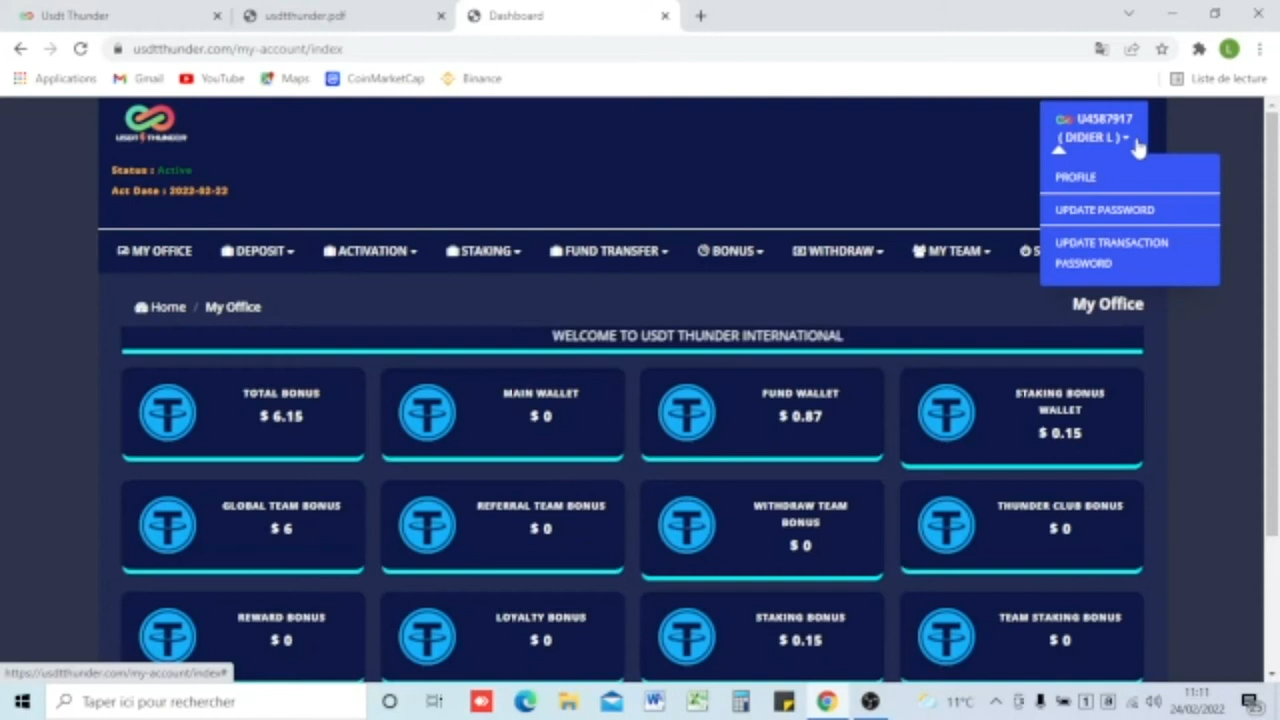 Usdt Thunder
usdtthunder.pdf
Dashboard
usdtthunder.com/my-account/index
L
Applications
Gmail
YouTube
Maps
CoinMarketCap
Binance
Liste de lecture
USDT THUNDER
U4587917
( DIDIER L )
Status : Active
Act Date : 2022-02-22
PROFILE
UPDATE PASSWORD
UPDATE TRANSACTION
PASSWORD
MY OFFICE
DEPOSIT
ACTIVATION
STAKING
FUND TRANSFER
BONUS
WITHDRAW
MY TEAM
S
Home / My Office
My Office
WELCOME TO USDT THUNDER INTERNATIONAL
TOTAL BONUS
$ 6.15
MAIN WALLET
$ 0
FUND WALLET
$ 0.87
STAKING BONUS
WALLET
$ 0.15
GLOBAL TEAM BONUS
$ 6
REFERRAL TEAM BONUS
$ 0
WITHDRAW TEAM
BONUS
$ 0
THUNDER CLUB BONUS
$ 0
REWARD BONUS
$ 0
LOYALTY BONUS
$ 0
STAKING BONUS
$ 0.15
TEAM STAKING BONUS
$ 0
https://usdtthunder.com/my-account/index#
Taper ici pour rechercher
11°C
11:11
24/02/2022